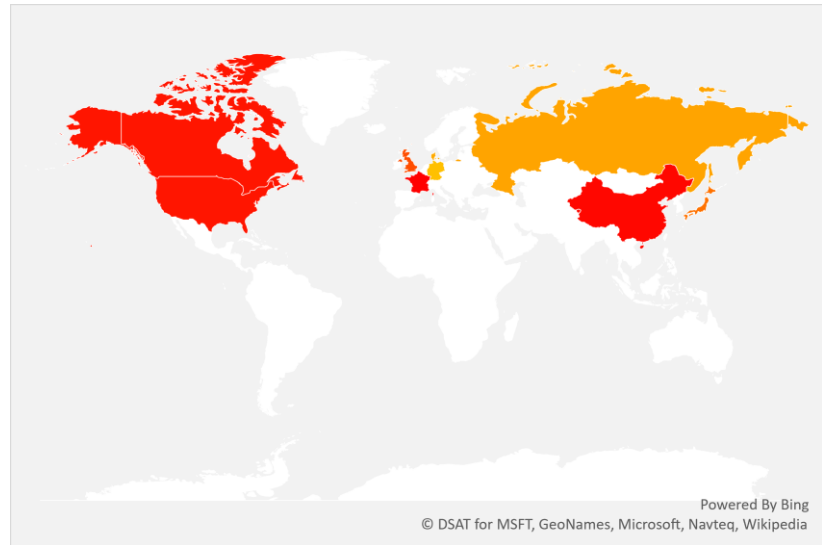 Powered By Bing
© DSAT for MSFT, GeoNames, Microsoft, Navteq, Wikipedia